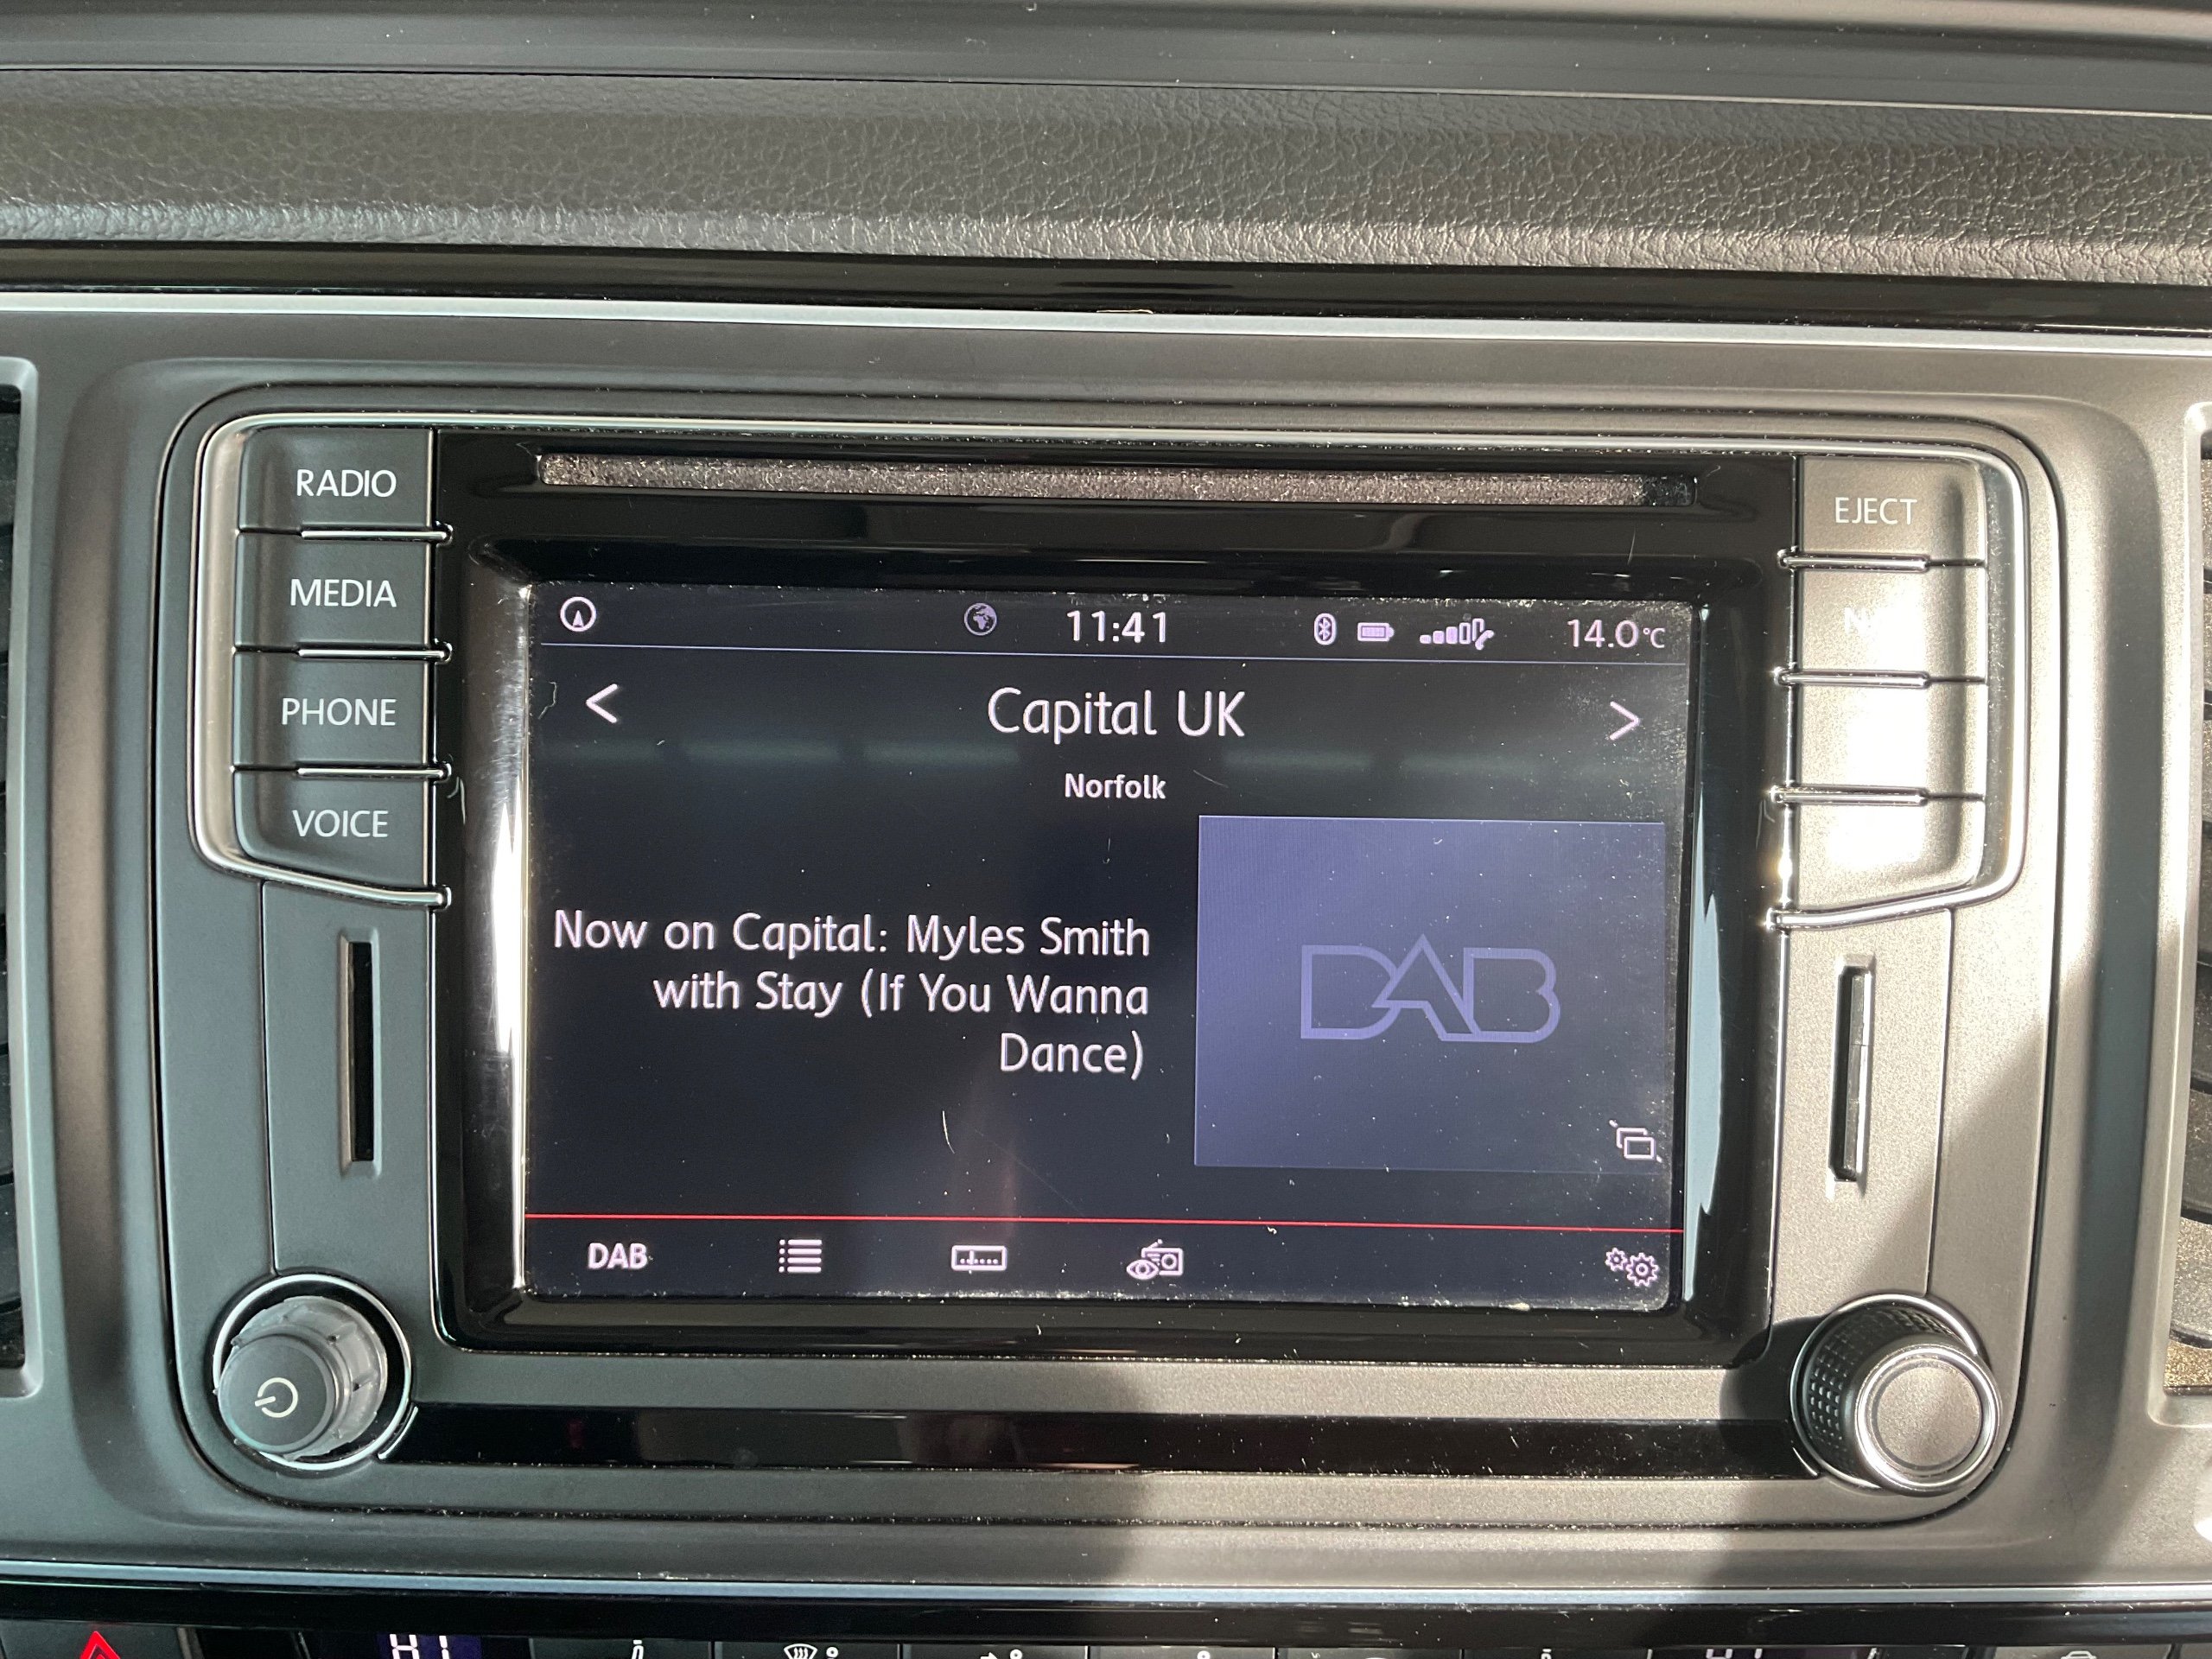 RADIO
MEDIA
PHONE
VOICE
EJECT
11:41
14.0°C
<
Capital UK
>
Norfolk
Now on Capital: Myles Smith
with Stay (If You Wanna
Dance)
DAB
DAB